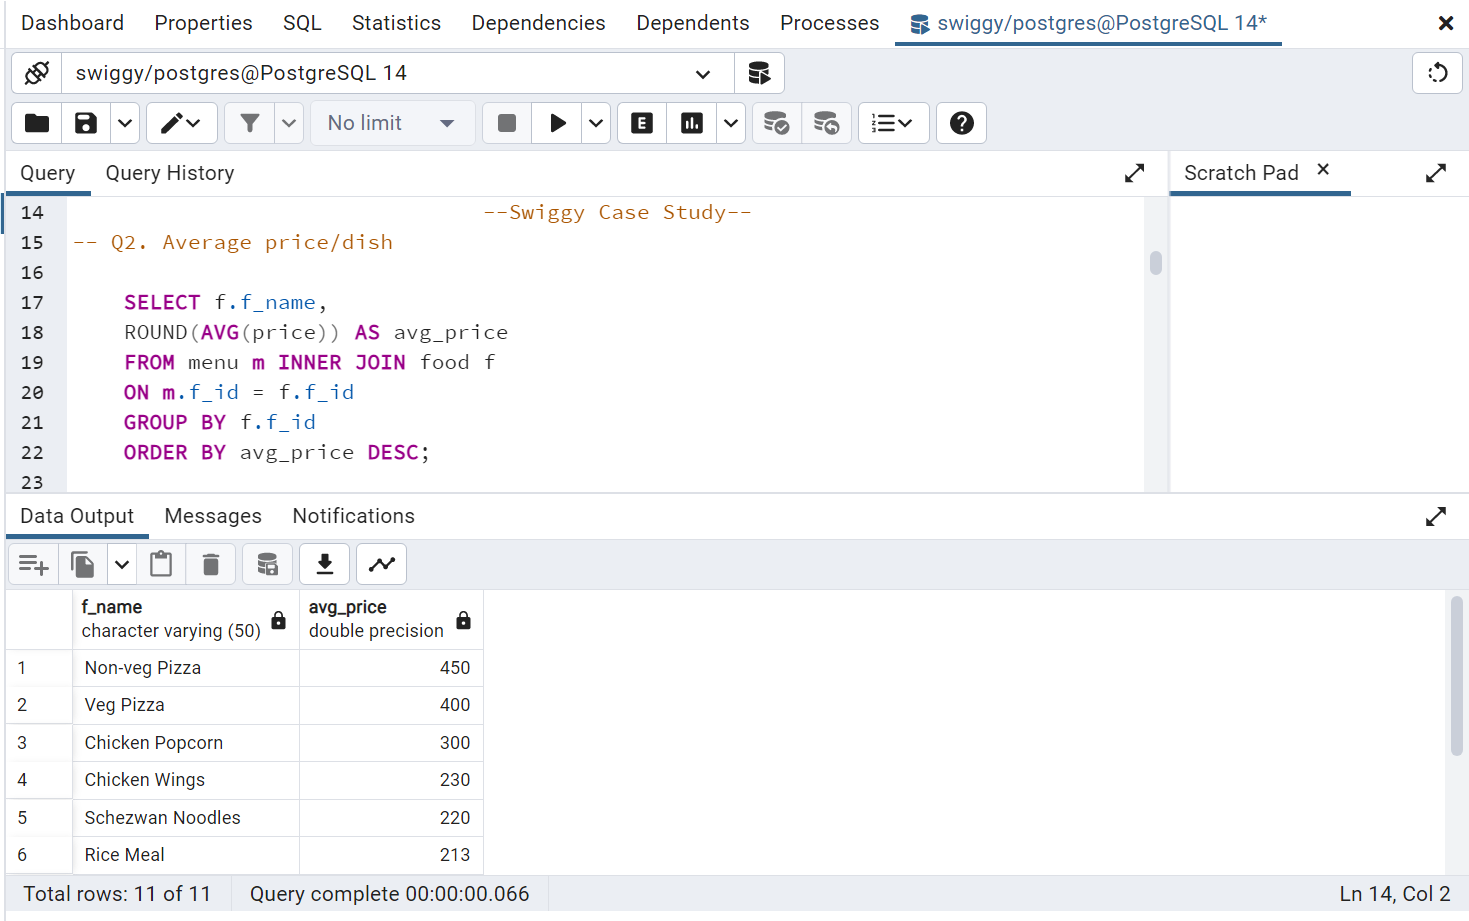 Dashboard Properties SQL Statistics Dependencies Dependents Processes swiggy/postgres@PostgreSQL 14*
swiggy/postgres@PostgreSQL 14
No limit E
Query Query History Scratch Pad
14 --Swiggy Case Study--
15 -- Q2. Average price/dish
16
17 SELECT f.f_name,
18 ROUND(AVG(price)) AS avg_price
19 FROM menu m INNER JOIN food f
20 ON m.f_id = f.f_id
21 GROUP BY f.f_id
22 ORDER BY avg_price DESC;
23
Data Output Messages Notifications
f_name avg_price
character varying (50) double precision
1 Non-veg Pizza 450
2 Veg Pizza 400
3 Chicken Popcorn 300
4 Chicken Wings 230
5 Schezwan Noodles 220
6 Rice Meal 213
Total rows: 11 of 11 Query complete 00:00:00.066 Ln 14, Col 2